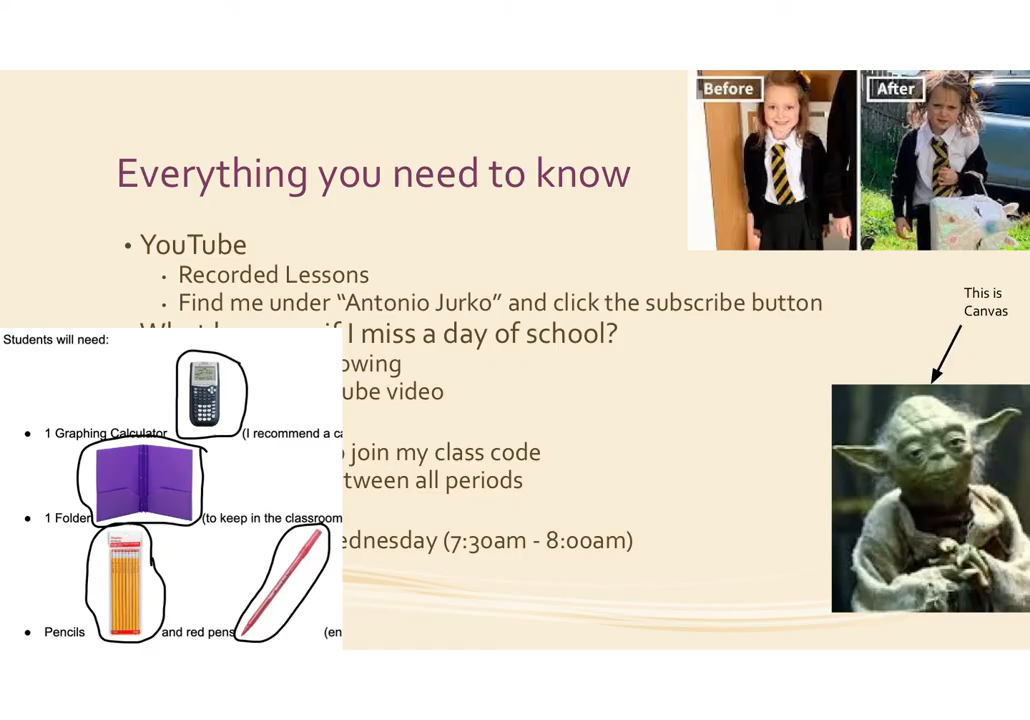 Before
After
Everything you need to know
• YouTube
• Recorded Lessons
• Find me under “Antonio Jurko” and click the subscribe button
This is
Canvas
if I miss a day of school?
Students will need:
owing
ube video
● 1 Graphing Calculator (I recommend a ca
join my class code
tween all periods
● 1 Folder (to keep in the classroom
ednesday (7:30am - 8:00am)
● Pencils and red pens (en